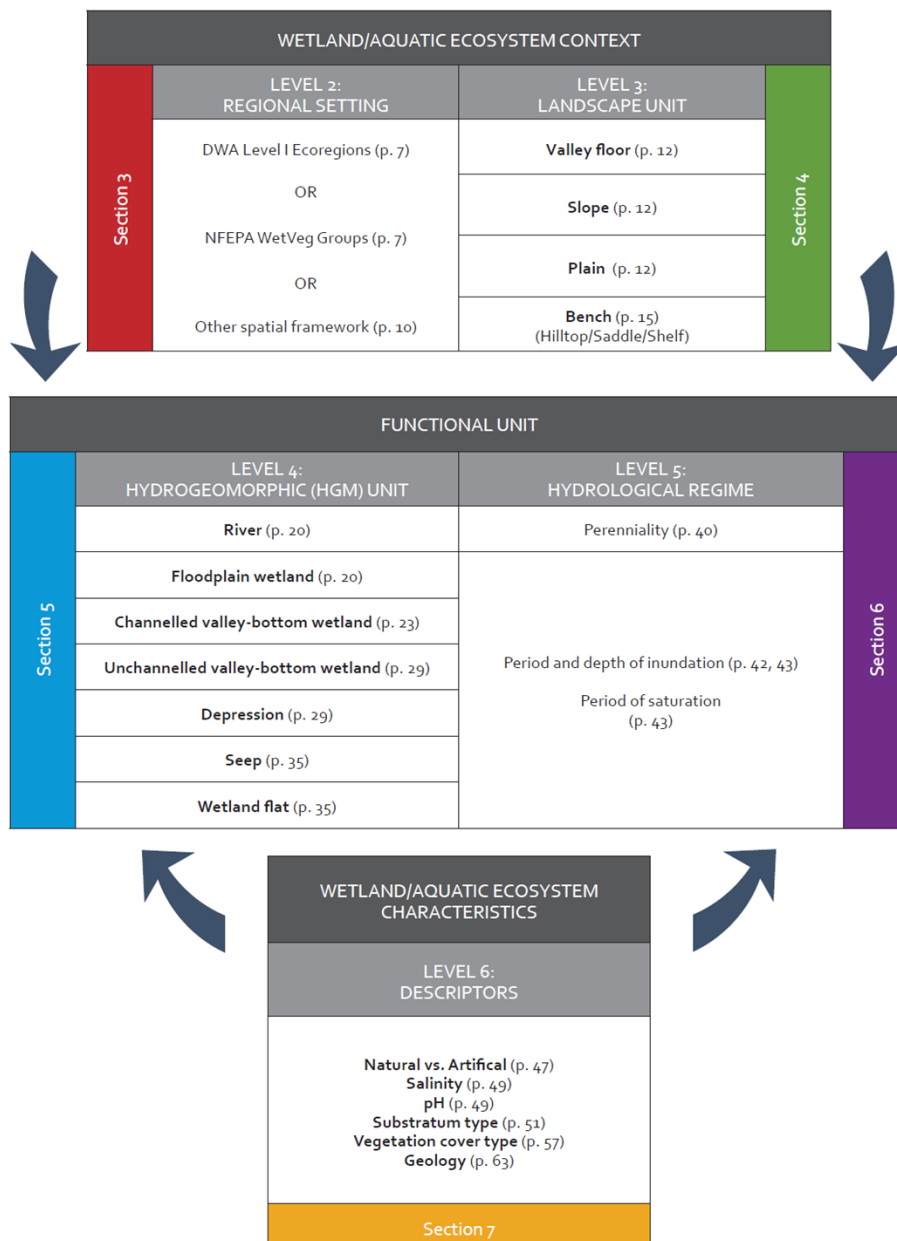 WETLAND/AQUATIC ECOSYSTEM CONTEXT
Section 3
LEVEL 2:
REGIONAL SETTING
DWA Level I Ecoregions (p. 7)
OR
NFEPA WetVeg Groups (p. 7)
OR
Other spatial framework (p. 10)
LEVEL 3:
LANDSCAPE UNIT
Valley floor (p. 12)
Slope (p. 12)
Plain (p. 12)
Bench (p. 15)
(Hilltop/Saddle/Shelf)
Section 4
FUNCTIONAL UNIT
Section 5
LEVEL 4:
HYDROGEOMORPHIC (HGM) UNIT
River (p. 20)
Floodplain wetland (p. 20)
Channelled valley-bottom wetland (p. 23)
Unchannelled valley-bottom wetland (p. 29)
Depression (p. 29)
Seep (p. 35)
Wetland flat (p. 35)
LEVEL 5:
HYDROLOGICAL REGIME
Perenniality (p. 40)
Period and depth of inundation (p. 42, 43)
Period of saturation
(p. 43)
Section 6
WETLAND/AQUATIC ECOSYSTEM
CHARACTERISTICS
LEVEL 6:
DESCRIPTORS
Natural vs. Artifical (p. 47)
Salinity (p. 49)
pH (p. 49)
Substratum type (p. 51)
Vegetation cover type (p. 57)
Geology (p. 63)
Section 7